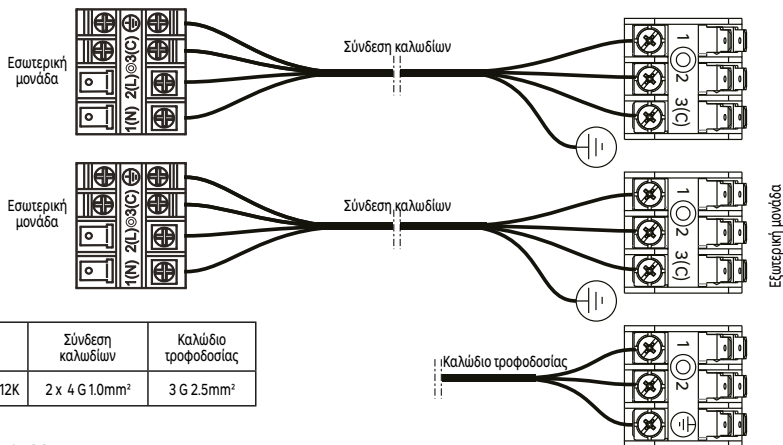 Εσωτερική
μονάδα
1(N) 2(L) 3(C)
Σύνδεση καλωδίων
1 2 3(C)
Εσωτερική
μονάδα
1(N) 2(L) 3(C)
Σύνδεση καλωδίων
1 2 3(C)
Εξωτερική μονάδα
Σύνδεση
καλωδίων
Καλώδιο
τροφοδοσίας
12K
2 x 4 G 1.0mm²
3 G 2.5mm²
Καλώδιο τροφοδοσίας
1 2